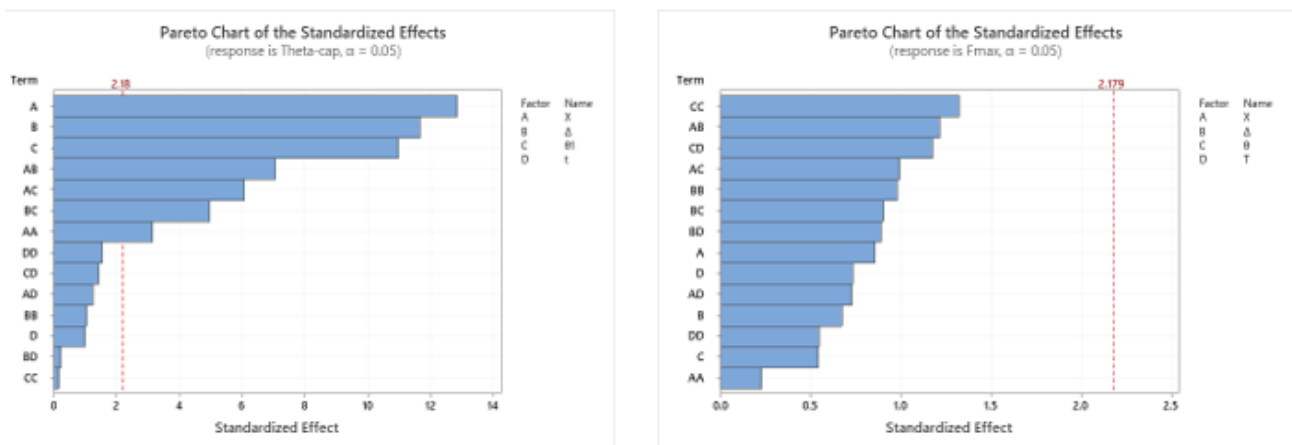 Pareto Chart of the Standardized Effects
(response is Theta-cap, α = 0.05)
Term
2.18
A
B
C
AB
AC
BC
AA
DD
CD
AD
BB
D
BD
CC
0 2 4 6 8 10 12 14
Standardized Effect
Factor Name
A X
B Δ
C θ1
D t
Pareto Chart of the Standardized Effects
(response is Fmax, α = 0.05)
Term
2.179
CC
AB
CD
AC
BB
BC
BD
A
D
AD
B
DD
C
AA
0.0 0.5 1.0 1.5 2.0 2.5
Standardized Effect
Factor Name
A X
B Δ
C θ
D T